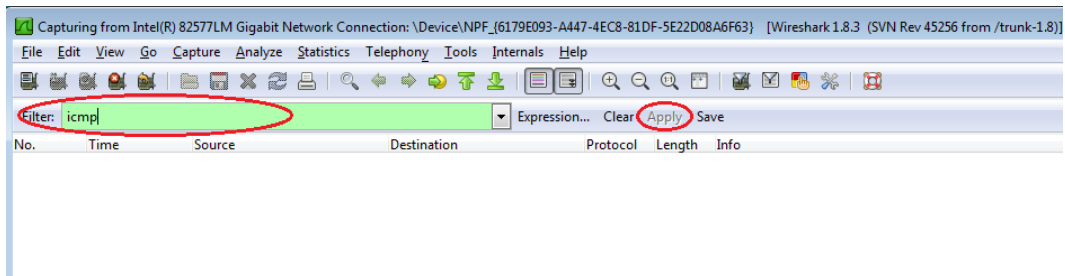 Capturing from Intel(R) 82577LM Gigabit Network Connection: \Device\NPF_{6179E093-A447-4EC8-81DF-5E22D08A6F63} [Wireshark 1.8.3 (SVN Rev 45256 from /trunk-1.8)]
File Edit View Go Capture Analyze Statistics Telephony Tools Internals Help
Filter: icmp Expression... Clear Apply Save
No. Time Source Destination Protocol Length Info